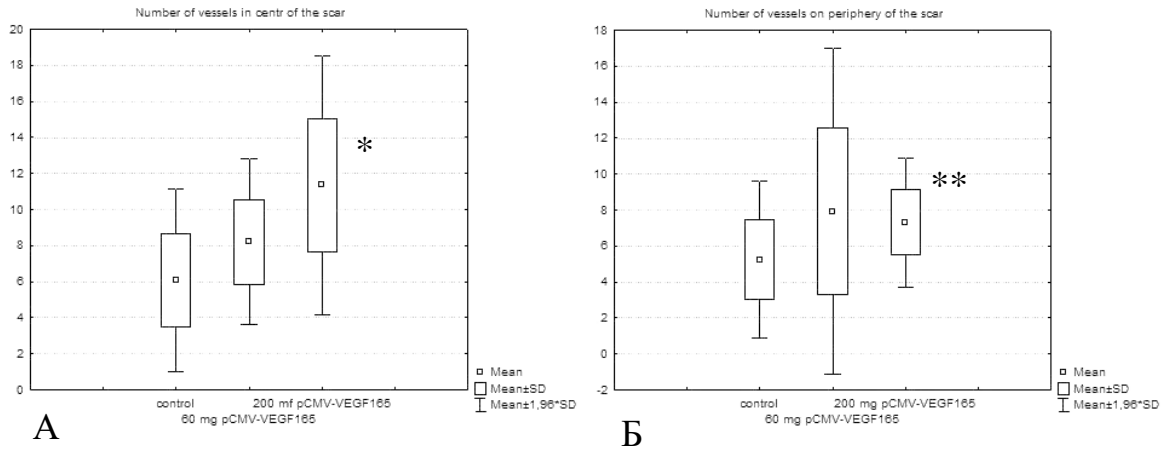 Number of vessels in centr of the scar
20
18
16
14
12
10
8
6
4
2
0
*
control
200 mf pCMV-VEGF165
60 mg pCMV-VEGF165
Mean
Mean±SD
Mean±1,96*SD
А
Number of vessels on periphery of the scar
18
16
14
12
10
8
6
4
2
0
-2
**
control
200 mg pCMV-VEGF165
60 mg pCMV-VEGF165
Mean
Mean±SD
Mean±1,96*SD
Б